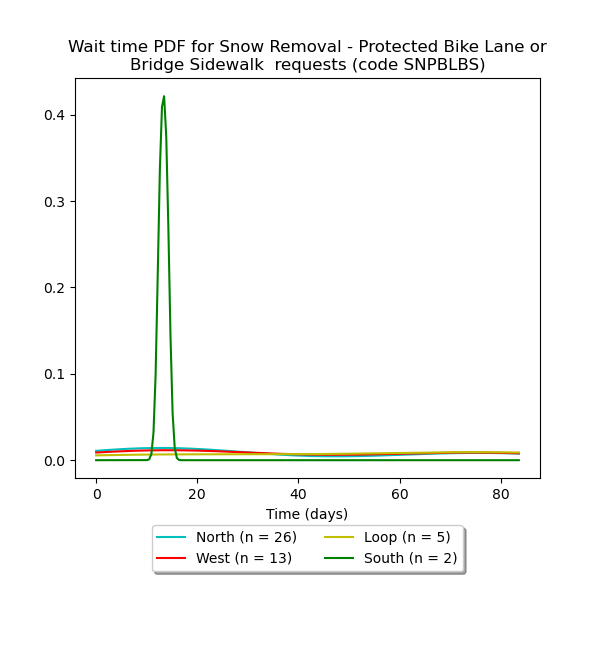 Wait time PDF for Snow Removal - Protected Bike Lane or
Bridge Sidewalk  requests (code SNPBLBS)
0.4
0.3
0.2
0.1
0.0
0 20 40 60 80
Time (days)
North (n = 26) Loop (n = 5)
West (n = 13) South (n = 2)